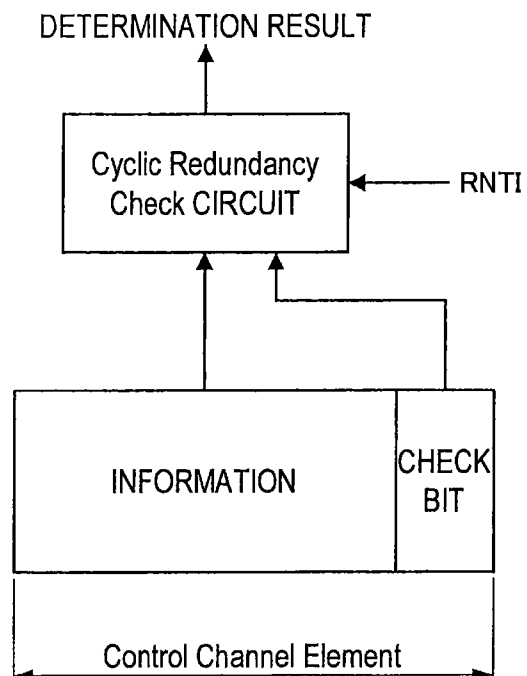 DETERMINATION RESULT
Cyclic Redundancy
Check CIRCUIT
RNTI
INFORMATION
CHECK
BIT
Control Channel Element